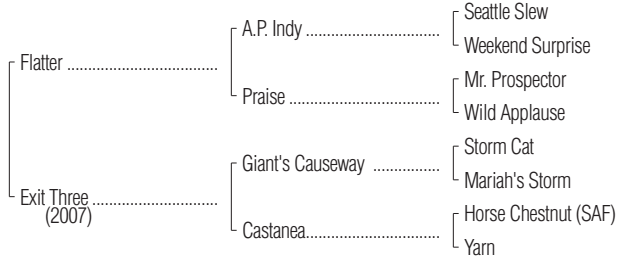 Seattle Slew
A.P. Indy ..............................
Weekend Surprise
Flatter ..................................
Mr. Prospector
Praise ..................................
Wild Applause
Storm Cat
Giant's Causeway ...............
Mariah's Storm
Exit Three ............................
(2007)
Horse Chestnut (SAF)
Castanea..............................
Yarn